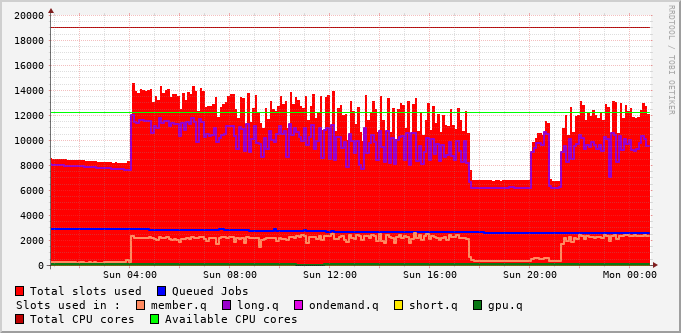 20000
18000
16000
14000
12000
10000
8000
6000
4000
2000
0
Sun 04:00 Sun 08:00 Sun 12:00 Sun 16:00 Sun 20:00 Mon 00:00
RRDTOOL / TOBI OETIKER
Total slots used Queued Jobs
Slots used in : member.q long.q ondemand.q short.q gpu.q
Total CPU cores Available CPU cores